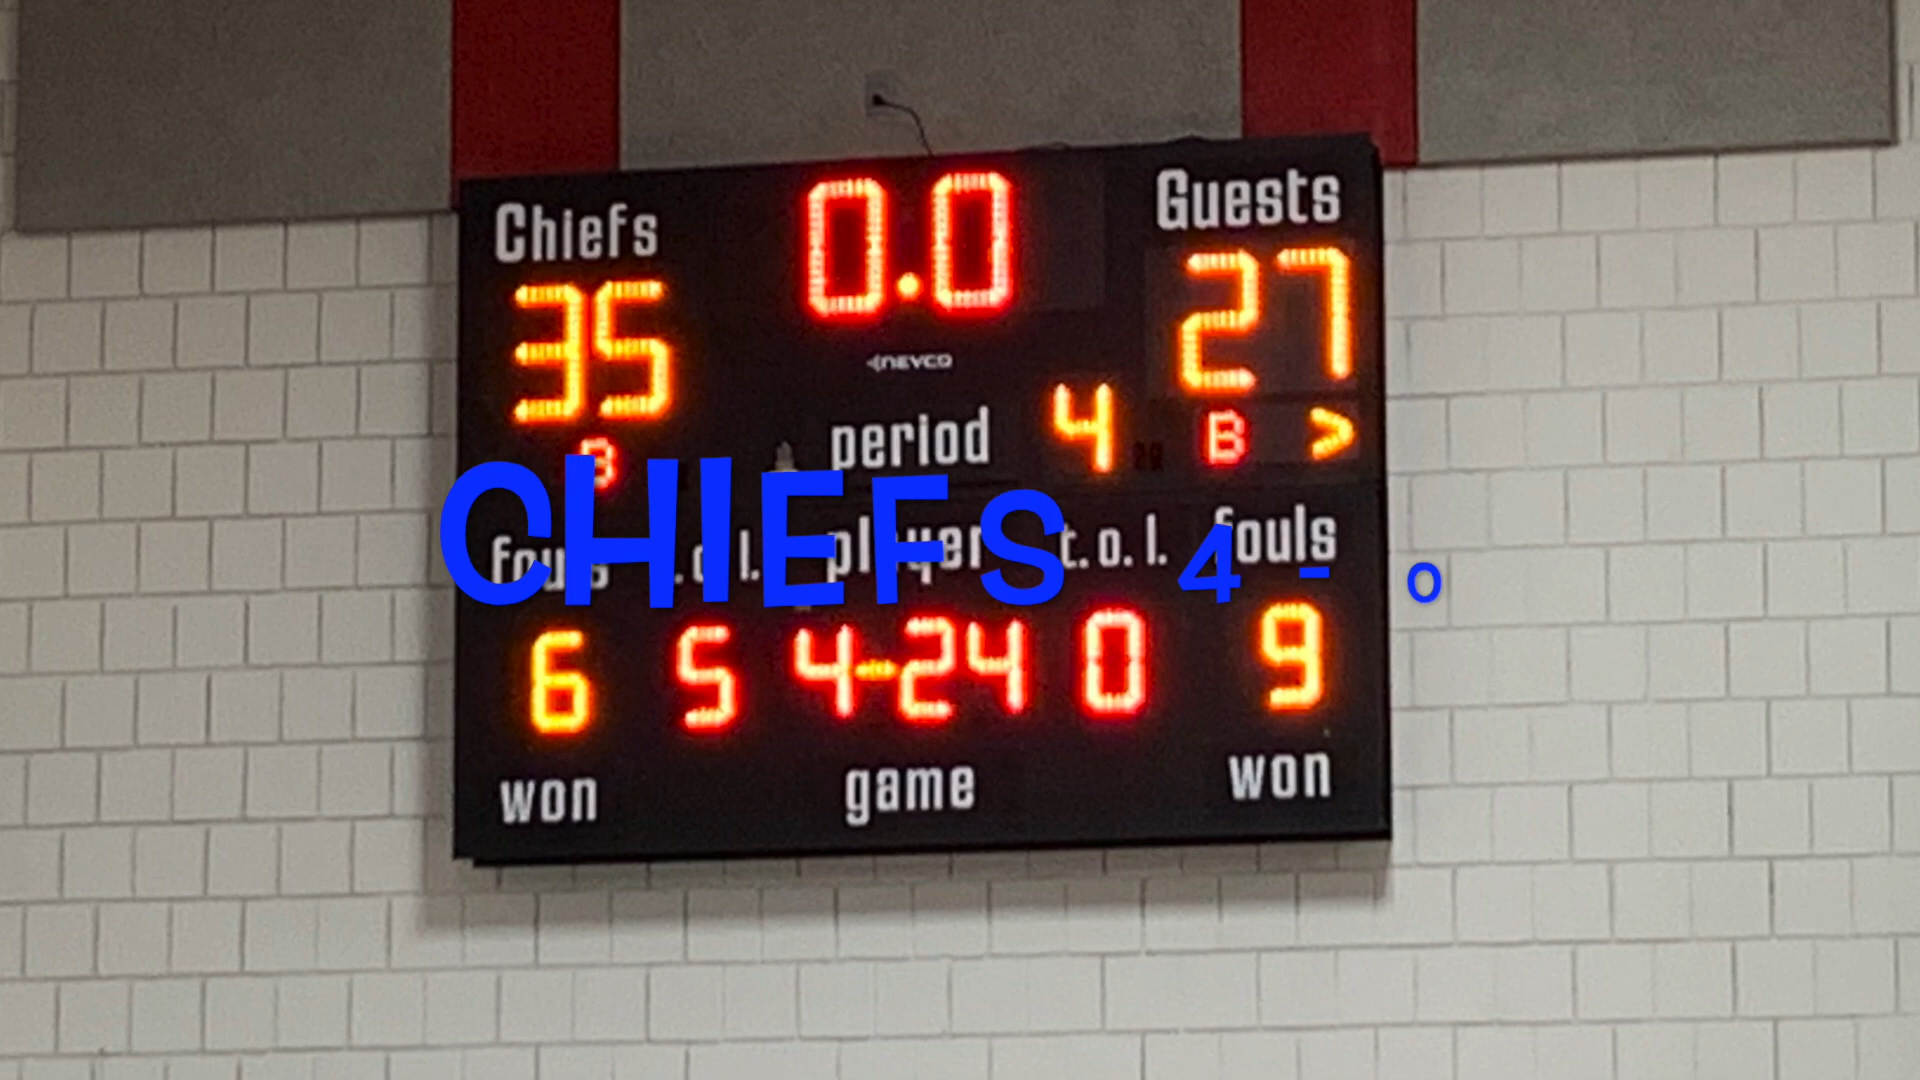 Chiefs 0.0 Guests
35 27
NEVCO
period 4 B >
B
CHIEFS 4 - 0
fouls t.o.l. player t.o.l. fouls
6 5 4-24 0 9
won game won